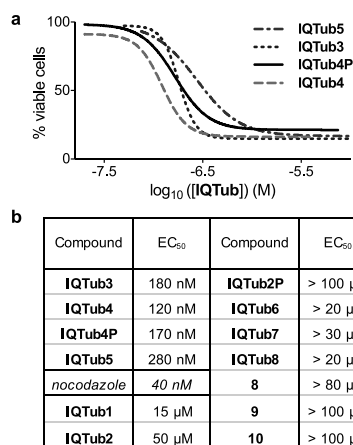 a
% viable cells
100
50
0
-7.5
-6.5
-5.5
log10 ([IQTub]) (M)
IQTub5
IQTub3
IQTub4P
IQTub4
b
Compound EC50 Compound EC50
IQTub3 180 nM IQTub2P > 100
IQTub4 120 nM IQTub6 > 20
IQTub4P 170 nM IQTub7 > 30
IQTub5 280 nM IQTub8 > 20
nocodazole 40 nM 8 > 80
IQTub1 15 µM 9 > 100
IQTub2 50 µM 10 > 100